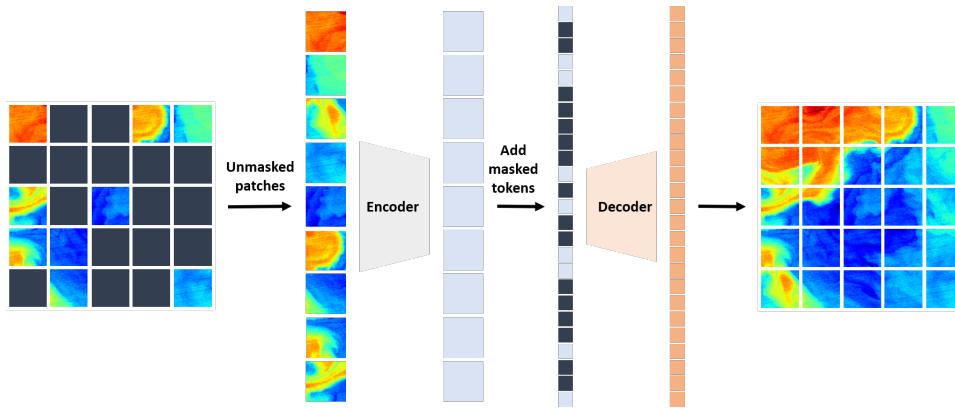 Unmasked
patches
Encoder
Add
masked
tokens
Decoder